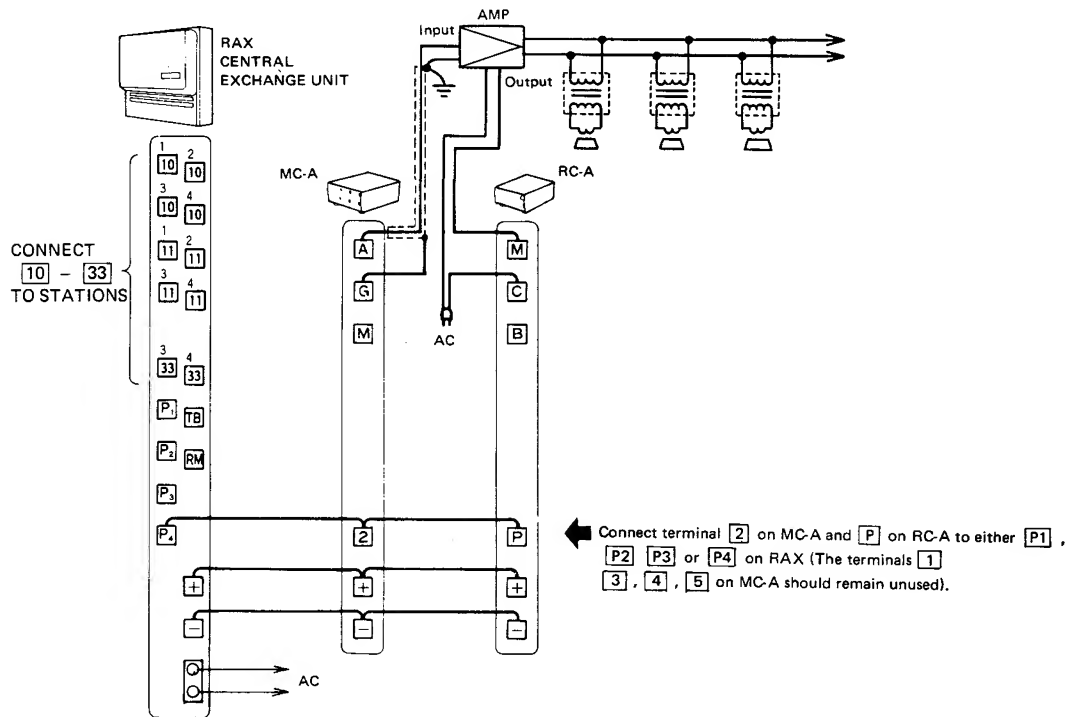 AMP
Input
Output
RAX
CENTRAL
EXCHANGE UNIT
MC-A
RC-A
1 2
10 10
3 4
10 10
1 2
11 11
3 4
11 11
3 4
33 33
P1 TB
P2 RM
P3
P4
+
−
CONNECT
10 – 33
TO STATIONS
A
G
M
2
+
−
M
C
B
P
+
−
AC
AC
Connect terminal 2 on MC-A and P on RC-A to either P1 ,
P2 P3 or P4 on RAX (The terminals 1
3 , 4 , 5 on MC-A should remain unused).